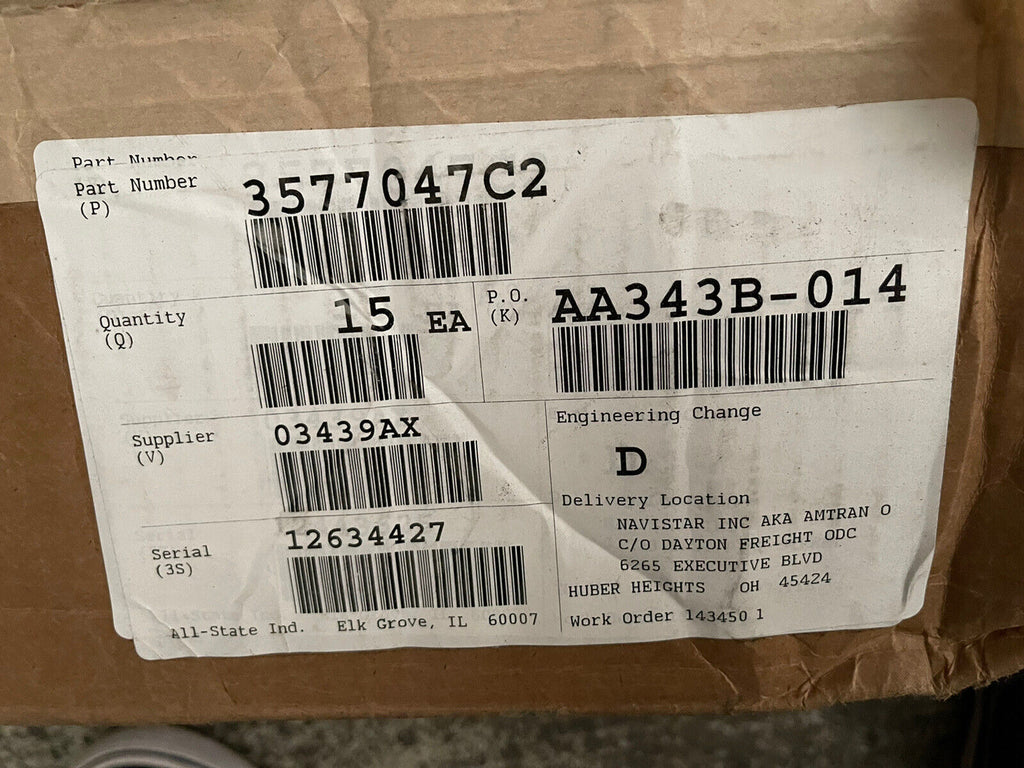 Part Number
Part Number
(P)
3577047C2
Quantity
(Q)
15 EA
P.O.
(K)
AA343B-014
Supplier
(V)
03439AX
Engineering Change
D
Serial
(3S)
12634427
Delivery Location
NAVISTAR INC AKA AMTRAN O
C/O DAYTON FREIGHT ODC
6265 EXECUTIVE BLVD
HUBER HEIGHTS OH 45424
All-State Ind. Elk Grove, IL 60007
Work Order 143450 1